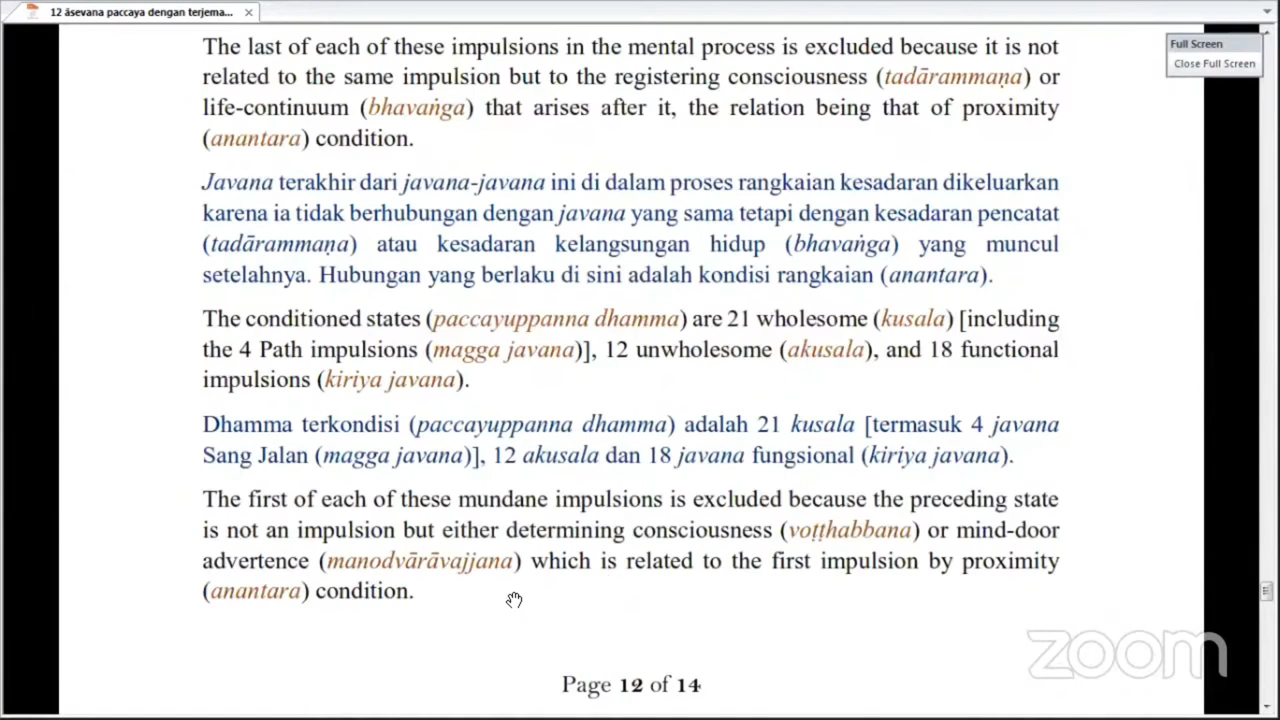 12 āsevana paccaya dengan terjema...
Full Screen
Close Full Screen
The last of each of these impulsions in the mental process is excluded because it is not
related to the same impulsion but to the registering consciousness (tadārammaṇa) or
life-continuum (bhavaṅga) that arises after it, the relation being that of proximity
(anantara) condition.
Javana terakhir dari javana-javana ini di dalam proses rangkaian kesadaran dikeluarkan
karena ia tidak berhubungan dengan javana yang sama tetapi dengan kesadaran pencatat
(tadārammaṇa) atau kesadaran kelangsungan hidup (bhavaṅga) yang muncul
setelahnya. Hubungan yang berlaku di sini adalah kondisi rangkaian (anantara).
The conditioned states (paccayuppanna dhamma) are 21 wholesome (kusala) [including
the 4 Path impulsions (magga javana)], 12 unwholesome (akusala), and 18 functional
impulsions (kiriya javana).
Dhamma terkondisi (paccayuppanna dhamma) adalah 21 kusala [termasuk 4 javana
Sang Jalan (magga javana)], 12 akusala dan 18 javana fungsional (kiriya javana).
The first of each of these mundane impulsions is excluded because the preceding state
is not an impulsion but either determining consciousness (voṭṭhabbana) or mind-door
advertence (manodvārāvajjana) which is related to the first impulsion by proximity
(anantara) condition.
zoom
Page 12 of 14